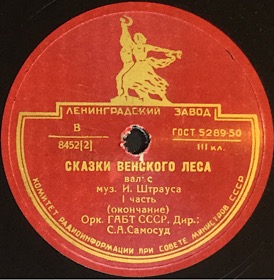 ЛЕНИНГРАДСКИЙ ЗАВОД
В
8452[2]
ГОСТ 5289-50
III кл.
СКАЗКИ ВЕНСКОГО ЛЕСА
вальс
муз. И. Штрауса
I часть
(окончание)
Орк. ГАБТ СССР. Дир.:
С.А.Самосуд
КОМИТЕТ РАДИОИНФОРМАЦИИ ПРИ СОВЕТЕ МИНИСТРОВ СССР